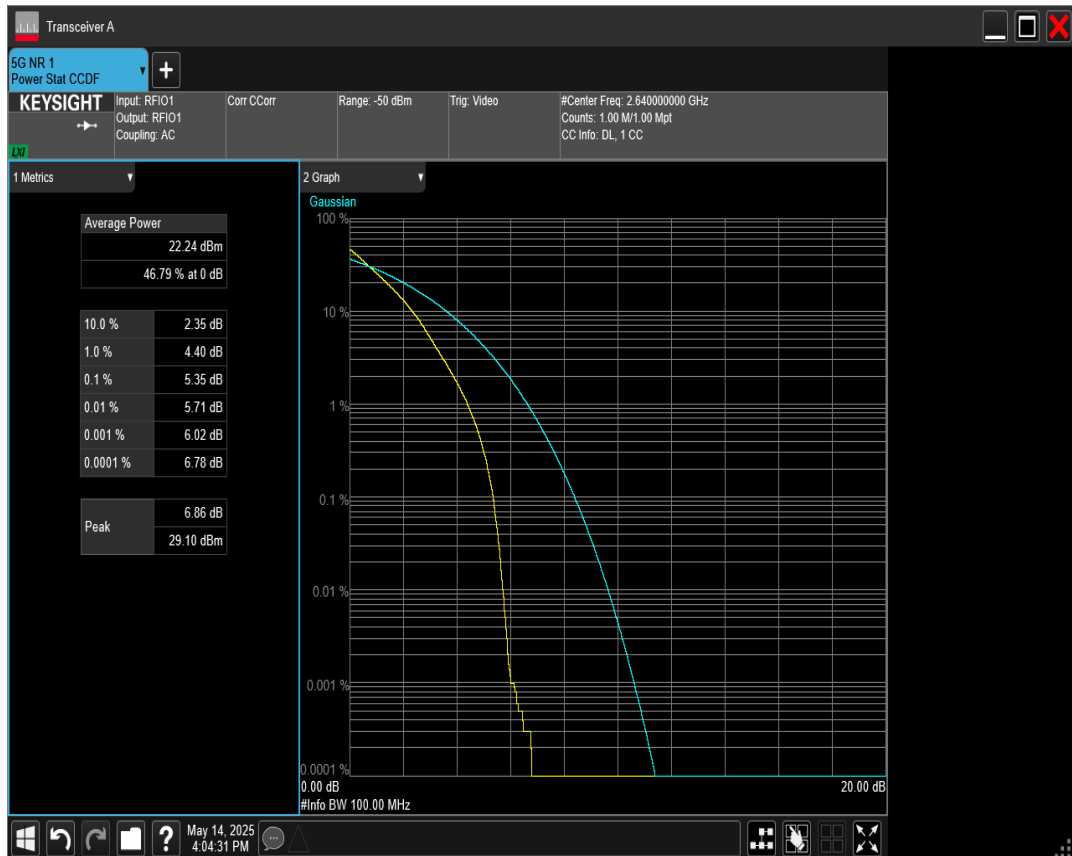 Transceiver A
5G NR 1
Power Stat CCDF
+
KEYSIGHT
LXI
Input: RFIO1
Output: RFIO1
Coupling: AC
Corr CCorr
Range: -50 dBm
Trig: Video
#Center Freq: 2.640000000 GHz
Counts: 1.00 M/1.00 Mpt
CC Info: DL, 1 CC
1 Metrics
Average Power
22.24 dBm
46.79 % at 0 dB
10.0 % 2.35 dB
1.0 % 4.40 dB
0.1 % 5.35 dB
0.01 % 5.71 dB
0.001 % 6.02 dB
0.0001 % 6.78 dB
Peak
6.86 dB
29.10 dBm
2 Graph
Gaussian
100 %
10 %
1 %
0.1 %
0.01 %
0.001 %
0.0001 %
0.00 dB 20.00 dB
#Info BW 100.00 MHz
?
May 14, 2025
4:04:31 PM